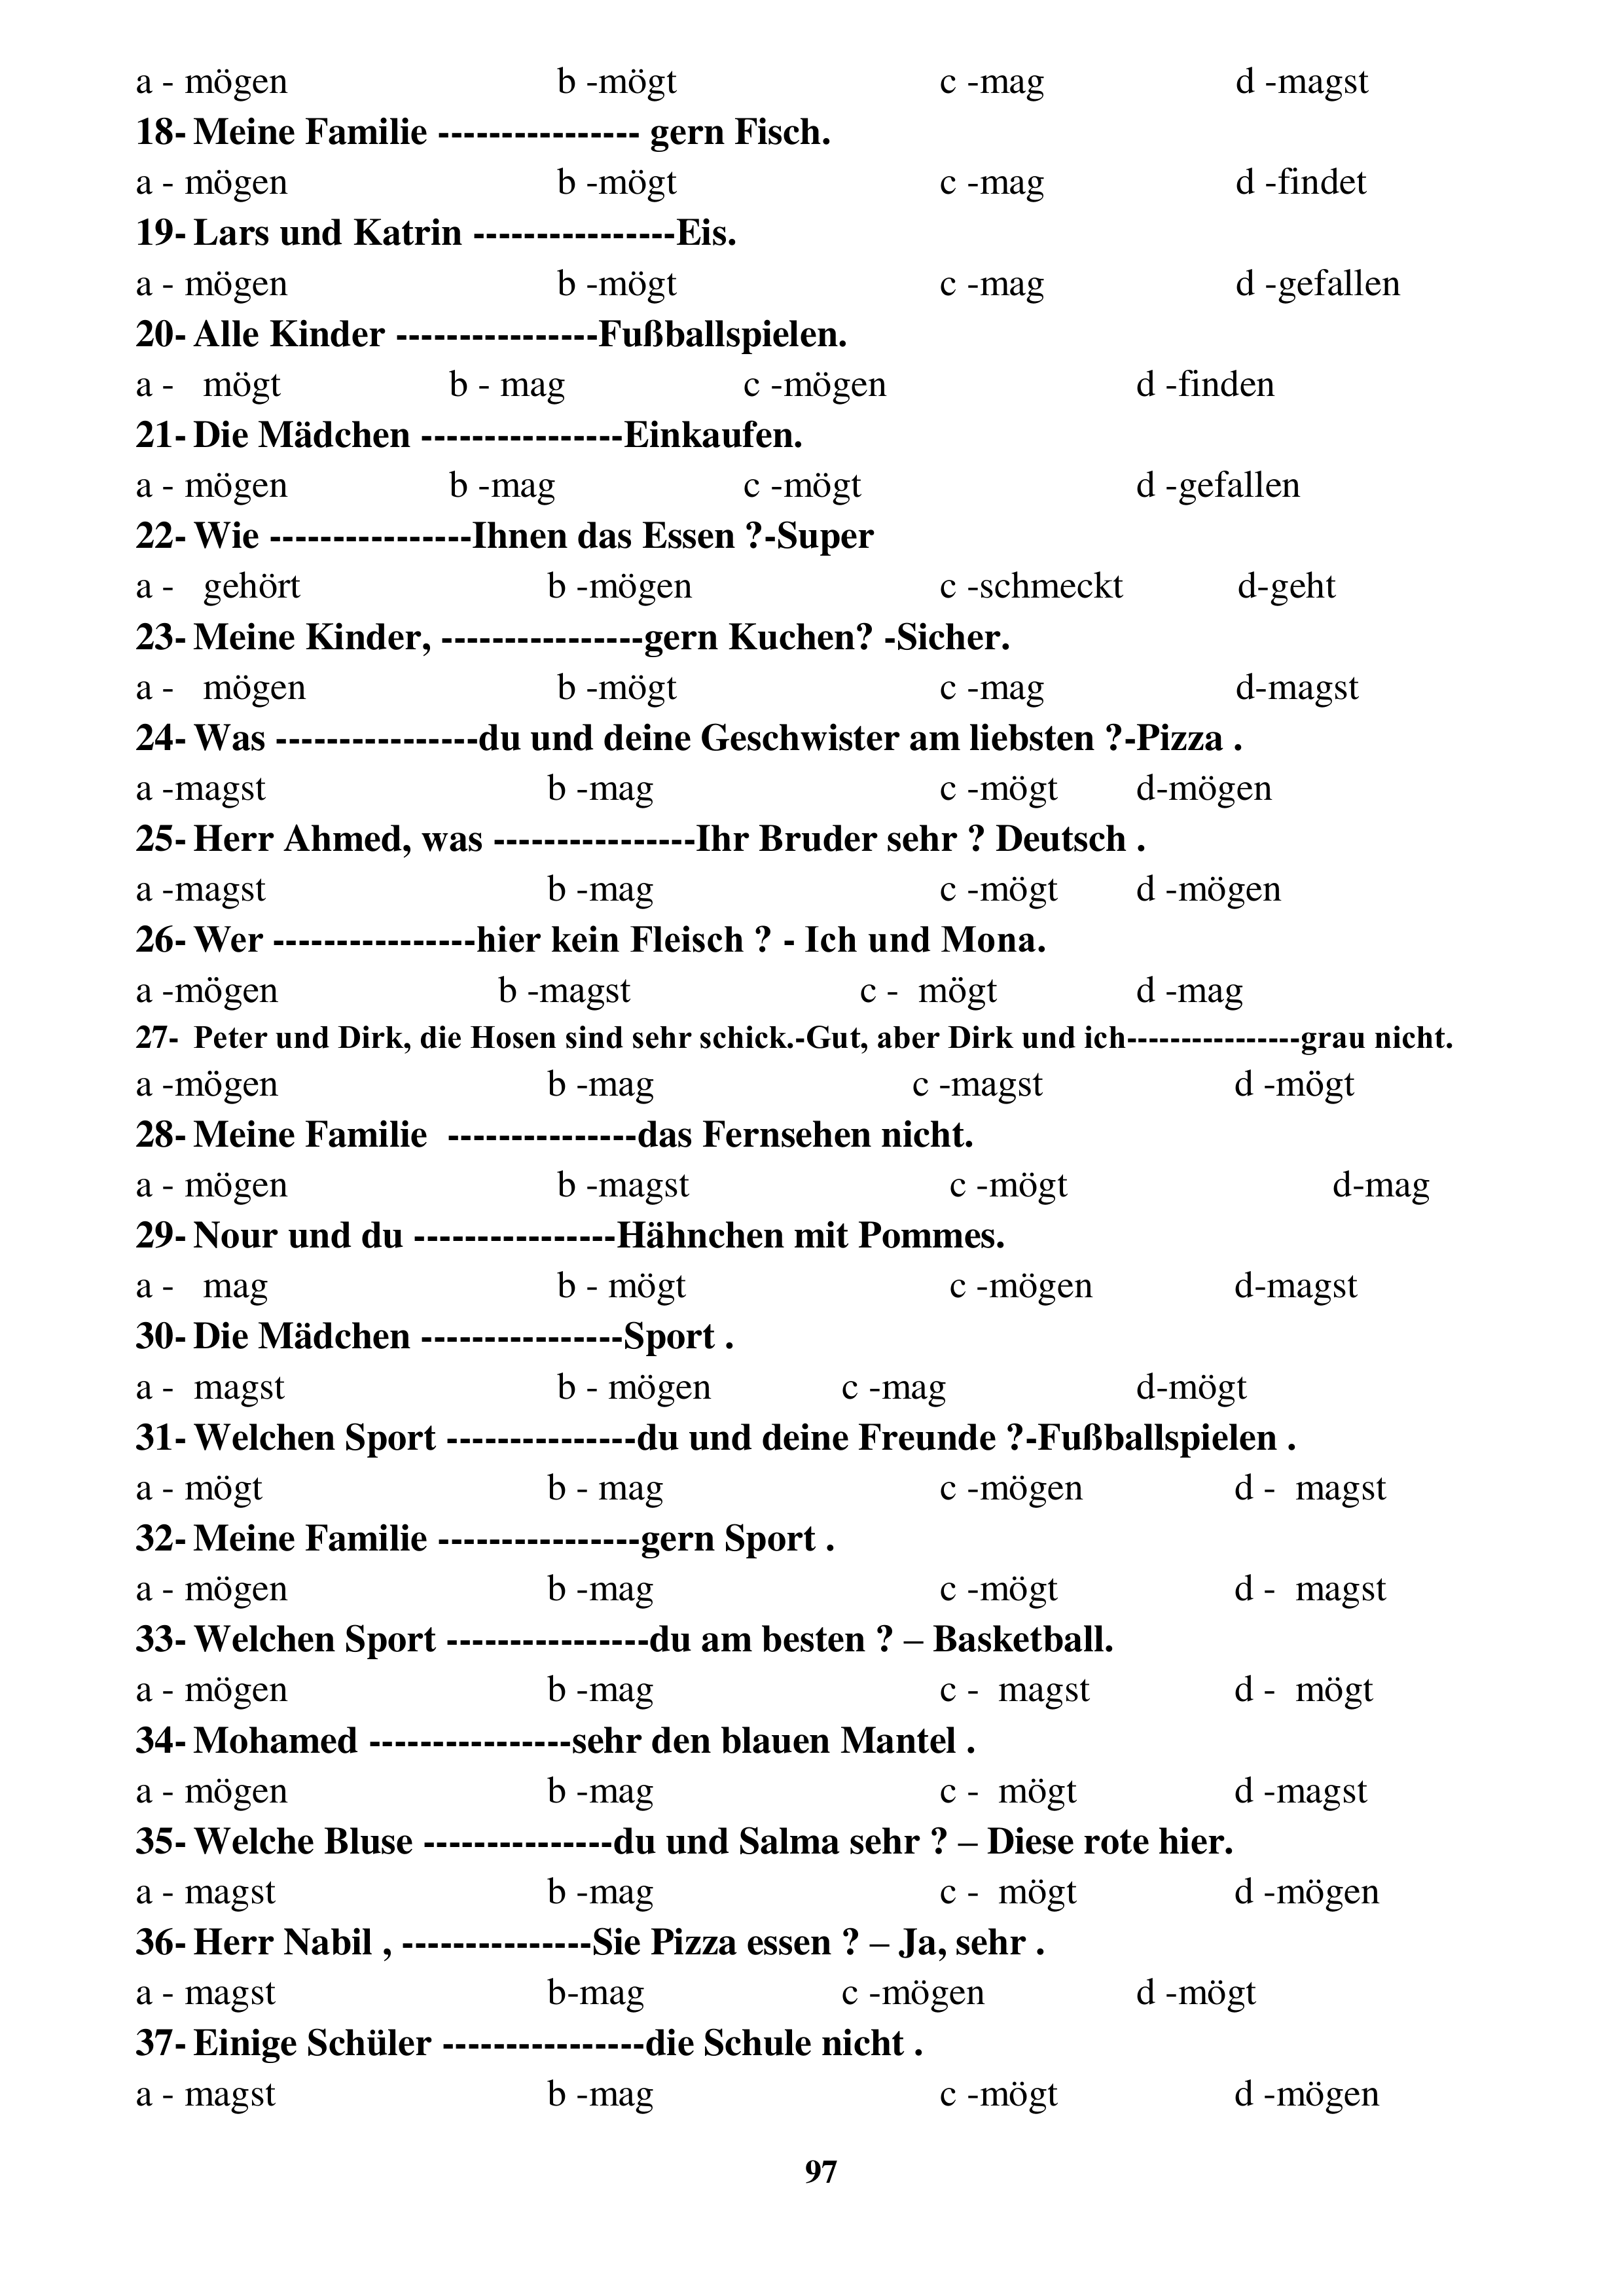 a - mögen b -mögt c -mag d -magst
18- Meine Familie ---------------- gern Fisch.
a - mögen b -mögt c -mag d -findet
19- Lars und Katrin ----------------Eis.
a - mögen b -mögt c -mag d -gefallen
20- Alle Kinder ----------------Fußballspielen.
a - mögt b - mag c -mögen d -finden
21- Die Mädchen ----------------Einkaufen.
a - mögen b -mag c -mögt d -gefallen
22- Wie ----------------Ihnen das Essen ?-Super
a - gehört b -mögen c -schmeckt d-geht
23- Meine Kinder, ----------------gern Kuchen? -Sicher.
a - mögen b -mögt c -mag d-magst
24- Was ----------------du und deine Geschwister am liebsten ?-Pizza .
a -magst b -mag c -mögt d-mögen
25- Herr Ahmed, was ----------------Ihr Bruder sehr ? Deutsch .
a -magst b -mag c -mögt d -mögen
26- Wer ----------------hier kein Fleisch ? - Ich und Mona.
a -mögen b -magst c - mögt d -mag
27- Peter und Dirk, die Hosen sind sehr schick.-Gut, aber Dirk und ich----------------grau nicht.
a -mögen b -mag c -magst d -mögt
28- Meine Familie ---------------das Fernsehen nicht.
a - mögen b -magst c -mögt d-mag
29- Nour und du ----------------Hähnchen mit Pommes.
a - mag b - mögt c -mögen d-magst
30- Die Mädchen ----------------Sport .
a - magst b - mögen c -mag d-mögt
31- Welchen Sport ---------------du und deine Freunde ?-Fußballspielen .
a - mögt b - mag c -mögen d - magst
32- Meine Familie ----------------gern Sport .
a - mögen b -mag c -mögt d - magst
33- Welchen Sport ----------------du am besten ? – Basketball.
a - mögen b -mag c - magst d - mögt
34- Mohamed ----------------sehr den blauen Mantel .
a - mögen b -mag c - mögt d -magst
35- Welche Bluse ---------------du und Salma sehr ? – Diese rote hier.
a - magst b -mag c - mögt d -mögen
36- Herr Nabil , ---------------Sie Pizza essen ? – Ja, sehr .
a - magst b-mag c -mögen d -mögt
37- Einige Schüler ----------------die Schule nicht .
a - magst b -mag c -mögt d -mögen
97